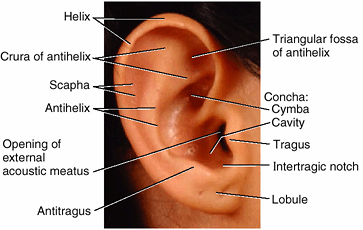 Helix
Crura of antihelix
Scapha
Antihelix
Opening of
external
acoustic meatus
Antitragus
Triangular fossa
of antihelix
Concha:
Cymba
Cavity
Tragus
Intertragic notch
Lobule